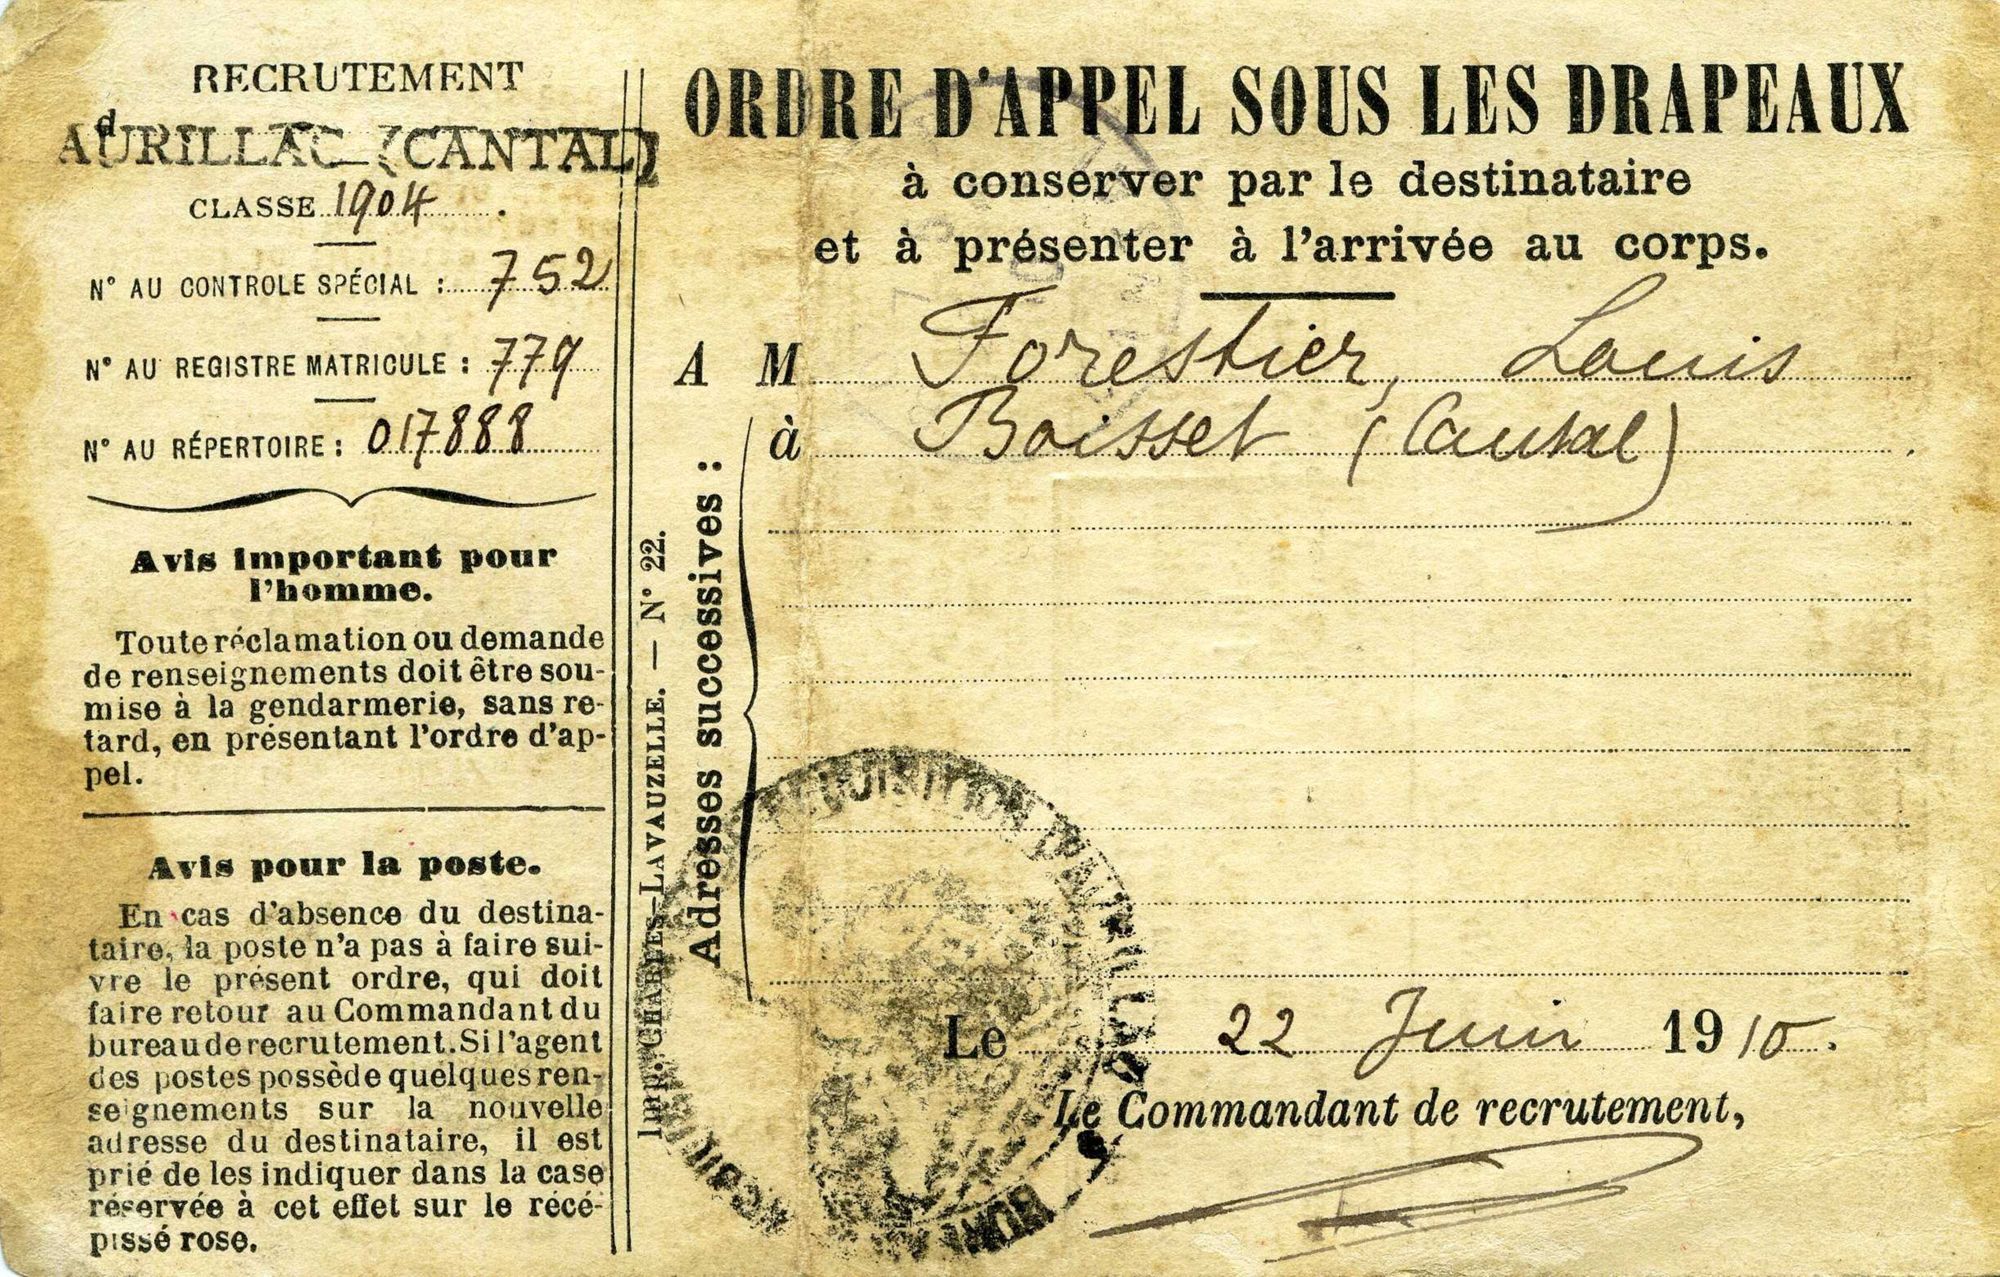 RECRUTEMENT
d
AURILLAC (CANTAL)
CLASSE 1904.
N° AU CONTROLE SPÉCIAL : 752
N° AU REGISTRE MATRICULE : 779
N° AU RÉPERTOIRE : 017888
Avis important pour
l'homme.
Toute réclamation ou demande
de renseignements doit être sou-
mise à la gendarmerie, sans re-
tard, en présentant l'ordre d'ap-
pel.
Avis pour la poste.
En cas d'absence du destina-
taire, la poste n'a pas à faire sui-
vre le présent ordre, qui doit
faire retour au Commandant du
bureau de recrutement. Si l'agent
des postes possède quelques ren-
seignements sur la nouvelle
adresse du destinataire, il est
prié de les indiquer dans la case
réservée à cet effet sur le récé-
pissé rose.
Imp. CHARLES-LAVAUZELLE. — N° 22.
ORDRE D'APPEL SOUS LES DRAPEAUX
à conserver par le destinataire
et à présenter à l'arrivée au corps.
A M Forestier, Louis
à Boisset (Cantal).
Adresses successives :
Le 22 Juin 1910.
Le Commandant de recrutement,